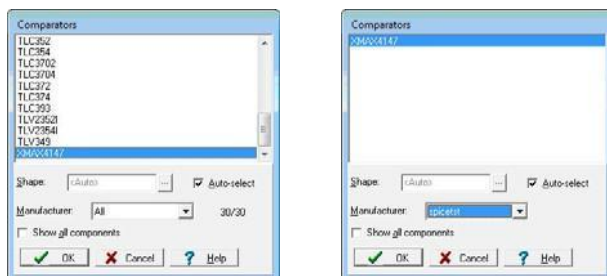 Comparators
TLC352
TLC354
TLC3702
TLC3704
TLC372
TLC374
TLC393
TLV2352I
TLV2354I
TLV349
XMAX4147
Shape: <Auto> ... Auto-select
Manufacturer: All 30/30
Show all components
OK Cancel ? Help
Comparators
XMAX4147
Shape: <Auto> ... Auto-select
Manufacturer: spicetst
Show all components
OK Cancel ? Help